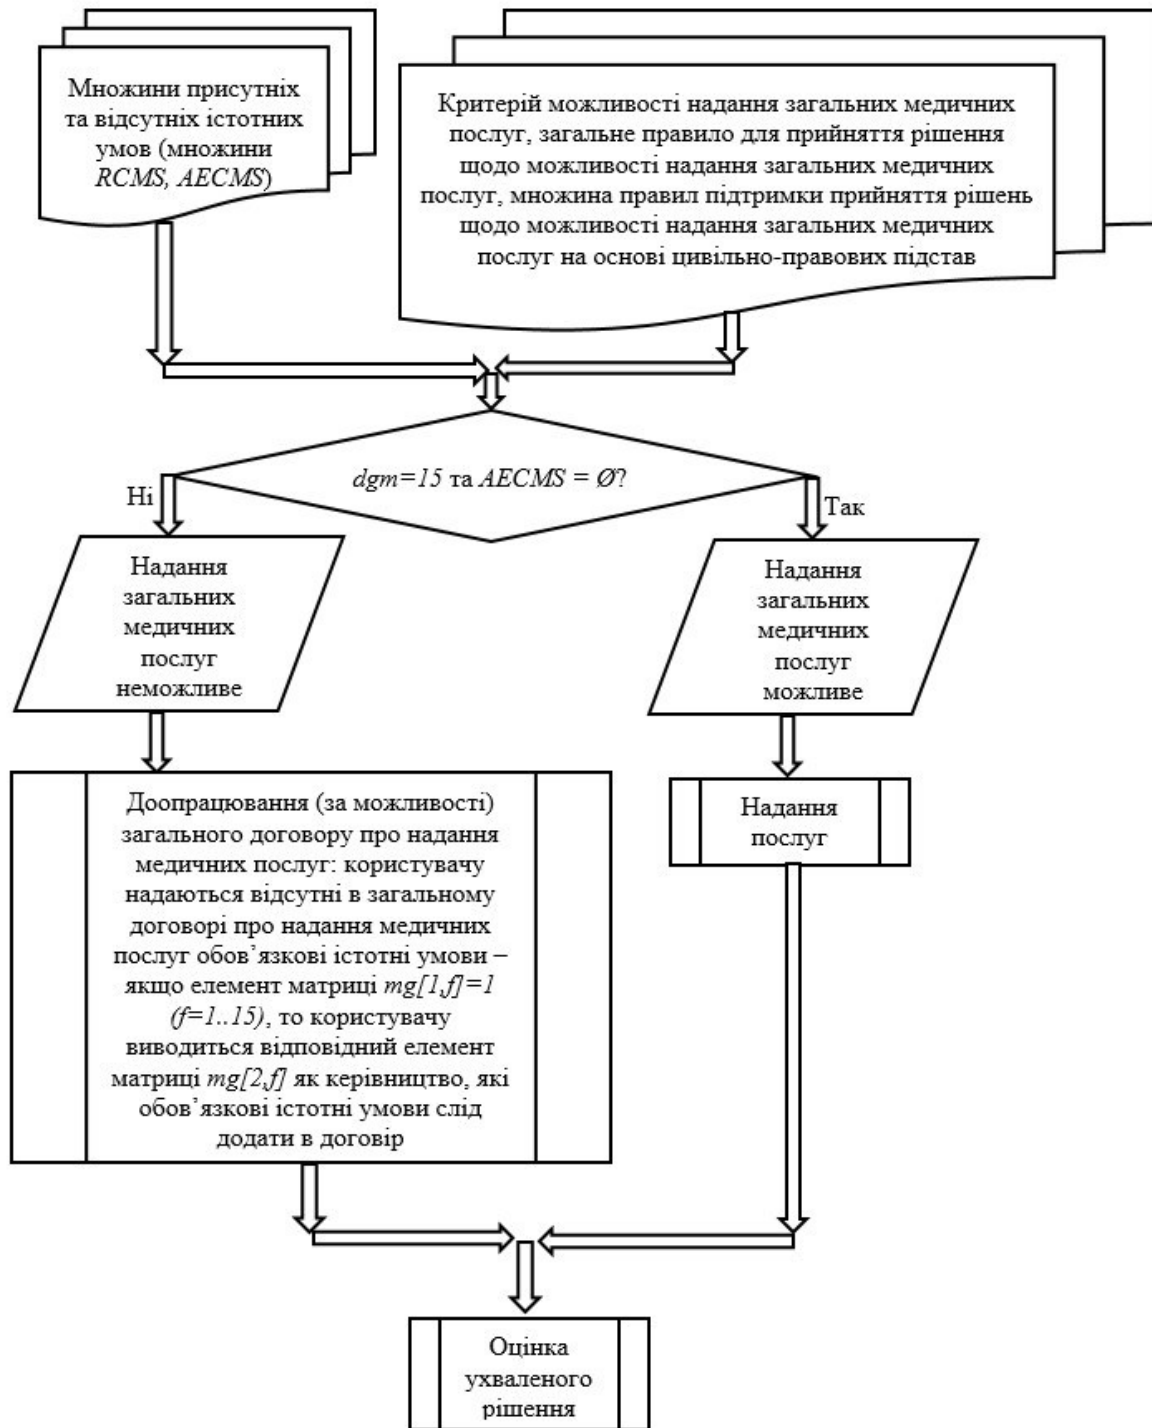 Множини присутніх
та відсутніх істотних
умов (множини
RCMS, AECMS)
Критерій можливості надання загальних медичних
послуг, загальне правило для прийняття рішення
щодо можливості надання загальних медичних
послуг, множина правил підтримки прийняття рішень
щодо можливості надання загальних медичних
послуг на основі цивільно-правових підстав
dgm=15 та AECMS = Ø?
Ні
Так
Надання
загальних
медичних
послуг
неможливе
Надання
загальних
медичних
послуг
можливе
Доопрацювання (за можливості)
загального договору про надання
медичних послуг: користувачу
надаються відсутні в загальному
договорі про надання медичних
послуг обов’язкові істотні умови –
якщо елемент матриці mg[1,f]=1
(f=1..15), то користувачу
виводиться відповідний елемент
матриці mg[2,f] як керівництво, які
обов’язкові істотні умови слід
додати в договір
Надання
послуг
Оцінка
ухваленого
рішення